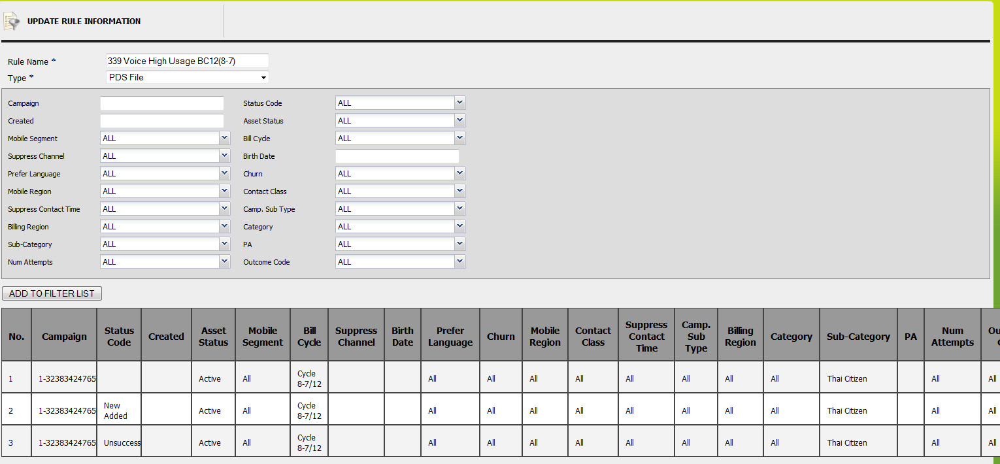 UPDATE RULE INFORMATION
Rule Name *
339 Voice High Usage BC12(8-7)
Type *
PDS File
Campaign
Status Code
ALL
Created
Asset Status
ALL
Mobile Segment
ALL
Bill Cycle
ALL
Suppress Channel
ALL
Birth Date
Prefer Language
ALL
Churn
ALL
Mobile Region
ALL
Contact Class
ALL
Suppress Contact Time
ALL
Camp. Sub Type
ALL
Billing Region
ALL
Category
ALL
Sub-Category
ALL
PA
ALL
Num Attempts
ALL
Outcome Code
ALL
ADD TO FILTER LIST
No.
Campaign
Status
Code
Created
Asset
Status
Mobile
Segment
Bill
Cycle
Suppress
Channel
Birth
Date
Prefer
Language
Churn
Mobile
Region
Contact
Class
Suppress
Contact
Time
Camp.
Sub
Type
Billing
Region
Category
Sub-Category
PA
Num
Attempts
1
1-32383424765
Active
All
Cycle
8-7/12
All
All
All
All
All
All
All
All
Thai Citizen
All
All
2
1-32383424765
New
Added
Active
All
Cycle
8-7/12
All
All
All
All
All
All
All
All
Thai Citizen
All
All
3
1-32383424765
Unsuccess
Active
All
Cycle
8-7/12
All
All
All
All
All
All
All
All
Thai Citizen
All
All